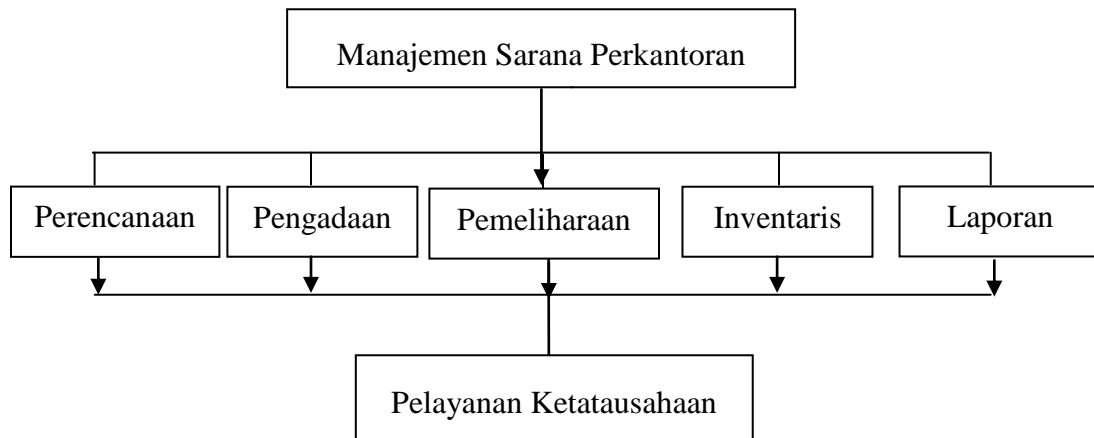 Manajemen Sarana Perkantoran
Perencanaan
Pengadaan
Pemeliharaan
Inventaris
Laporan
Pelayanan Ketatausahaan